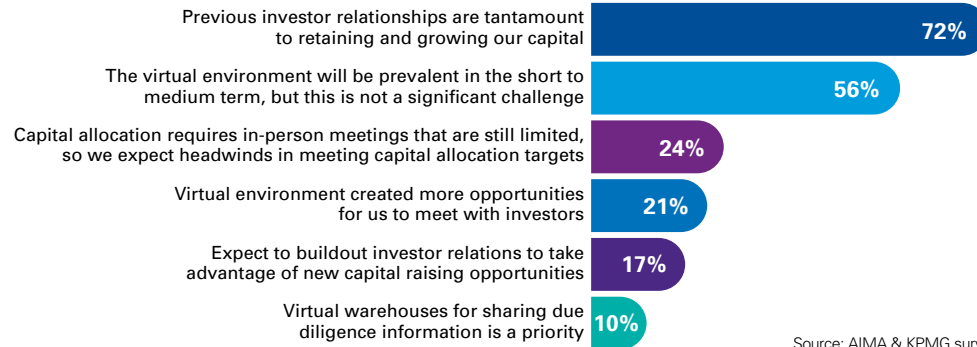 Previous investor relationships are tantamount
to retaining and growing our capital
72%
The virtual environment will be prevalent in the short to
medium term, but this is not a significant challenge
56%
Capital allocation requires in-person meetings that are still limited,
so we expect headwinds in meeting capital allocation targets
24%
Virtual environment created more opportunities
for us to meet with investors
21%
Expect to buildout investor relations to take
advantage of new capital raising opportunities
17%
Virtual warehouses for sharing due
diligence information is a priority
10%
Source: AIMA & KPMG